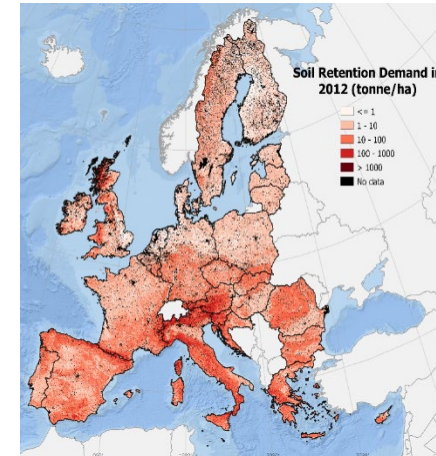 Soil Retention Demand in
2012 (tonne/ha)
<= 1
1 - 10
10 - 100
100 - 1000
> 1000
No data